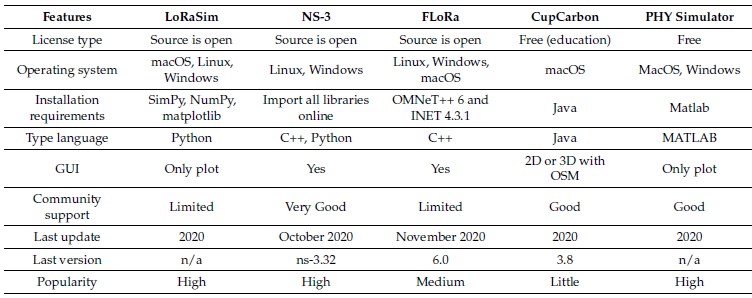 Features LoRaSim NS-3 FLoRa CupCarbon PHY Simulator
License type Source is open Source is open Source is open Free (education) Free
Operating system macOS, Linux, Windows Linux, Windows Linux, Windows, macOS macOS MacOS, Windows
Installation requirements SimPy, NumPy, matplotlib Import all libraries online OMNeT++ 6 and INET 4.3.1 Java Matlab
Type language Python C++, Python C++ Java MATLAB
GUI Only plot Yes Yes 2D or 3D with OSM Only plot
Community support Limited Very Good Limited Good Good
Last update 2020 October 2020 November 2020 2020 2020
Last version n/a ns-3.32 6.0 3.8 n/a
Popularity High High Medium Little High